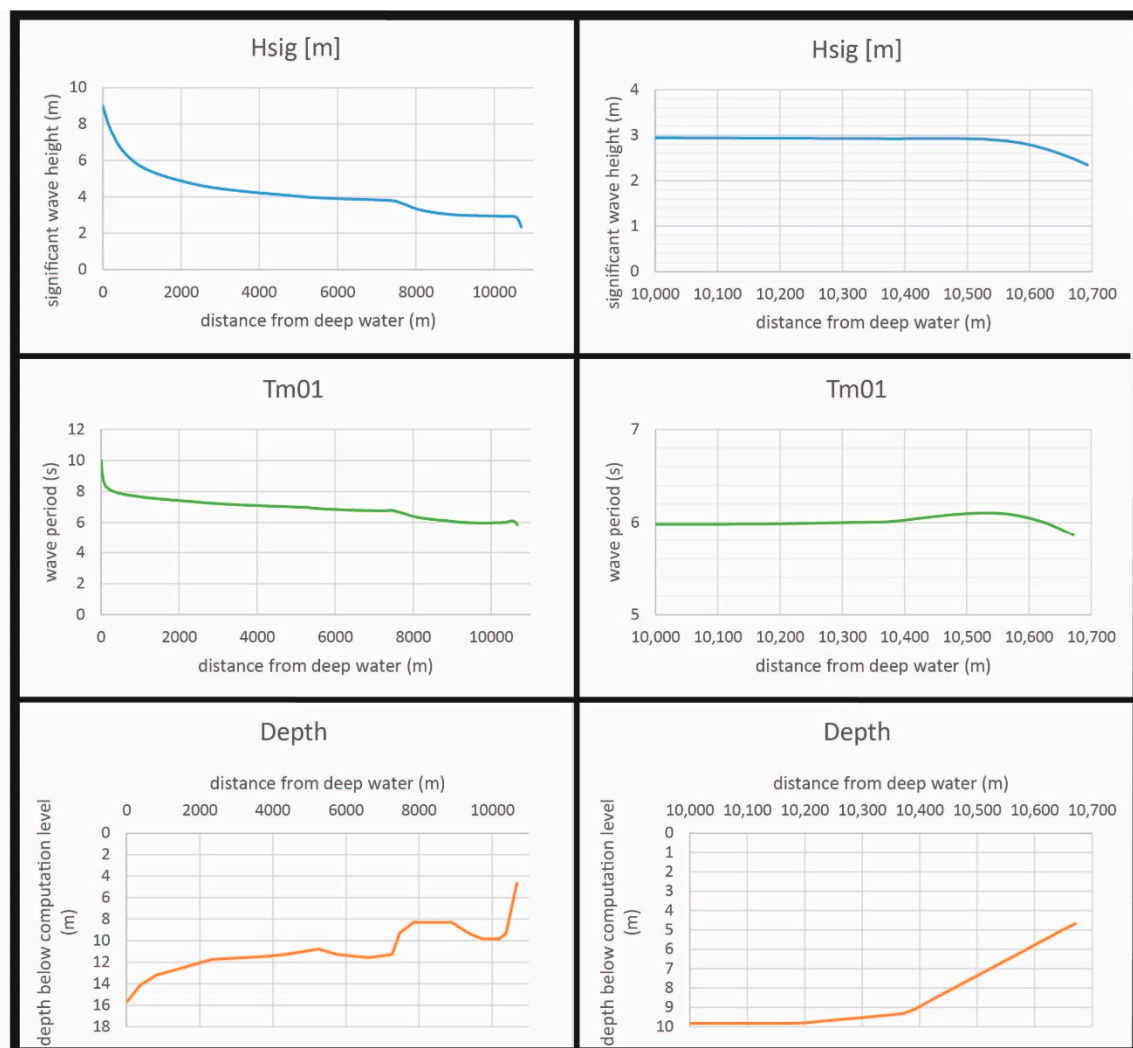 Hsig [m]
significant wave height (m)
10
8
6
4
2
0
0 2000 4000 6000 8000 10000
distance from deep water (m)
Hsig [m]
significant wave height (m)
4
3
2
1
0
10,000 10,100 10,200 10,300 10,400 10,500 10,600 10,700
distance from deep water (m)
Tm01
wave period (s)
12
10
8
6
4
2
0
0 2000 4000 6000 8000 10000
distance from deep water (m)
Tm01
wave period (s)
7
6
5
10,000 10,100 10,200 10,300 10,400 10,500 10,600 10,700
distance from deep water (m)
Depth
distance from deep water (m)
0 2000 4000 6000 8000 10000
depth below computation level
(m)
0
2
4
6
8
10
12
14
16
18
Depth
distance from deep water (m)
10,000 10,100 10,200 10,300 10,400 10,500 10,600 10,700
depth below computation level
(m)
0
1
2
3
4
5
6
7
8
9
10